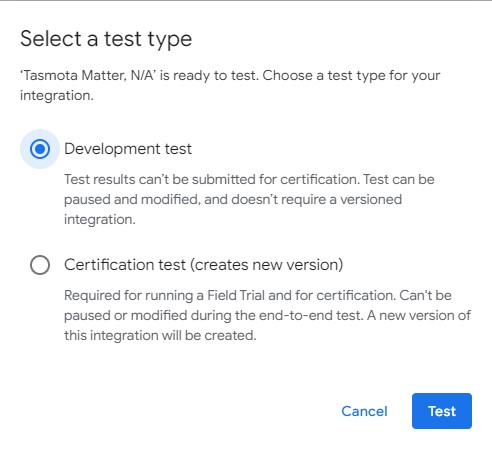 Select a test type
'Tasmota Matter, N/A' is ready to test. Choose a test type for your
integration.
Development test
Test results can't be submitted for certification. Test can be
paused and modified, and doesn't require a versioned
integration.
Certification test (creates new version)
Required for running a Field Trial and for certification. Can't be
paused or modified during the end-to-end test. A new version of
this integration will be created.
Cancel
Test